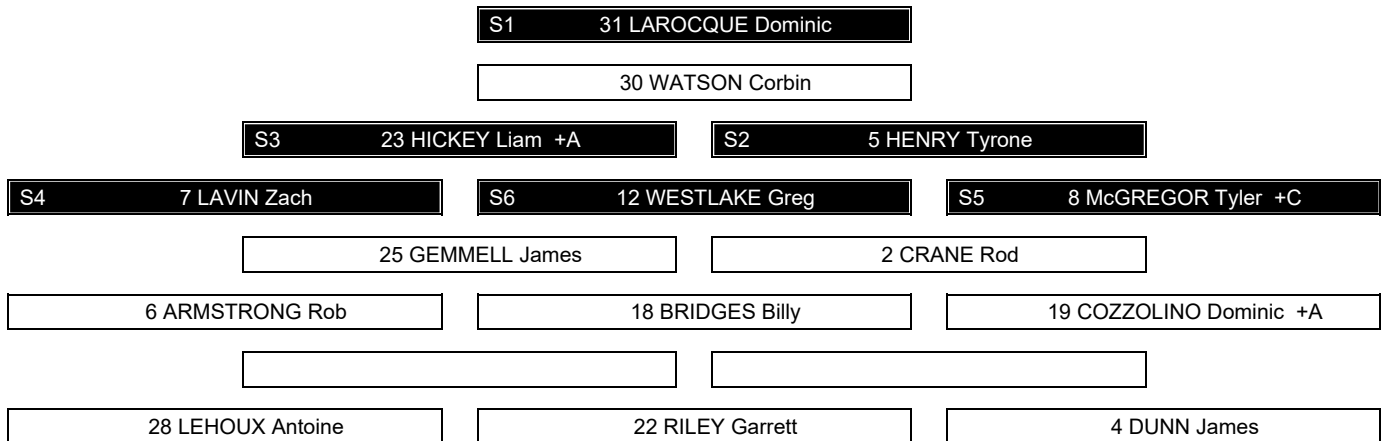 S1 31 LAROCQUE Dominic
30 WATSON Corbin
S3 23 HICKEY Liam +A S2 5 HENRY Tyrone
S4 7 LAVIN Zach S6 12 WESTLAKE Greg S5 8 McGREGOR Tyler +C
25 GEMMELL James 2 CRANE Rod
6 ARMSTRONG Rob 18 BRIDGES Billy 19 COZZOLINO Dominic +A
28 LEHOUX Antoine 22 RILEY Garrett 4 DUNN James